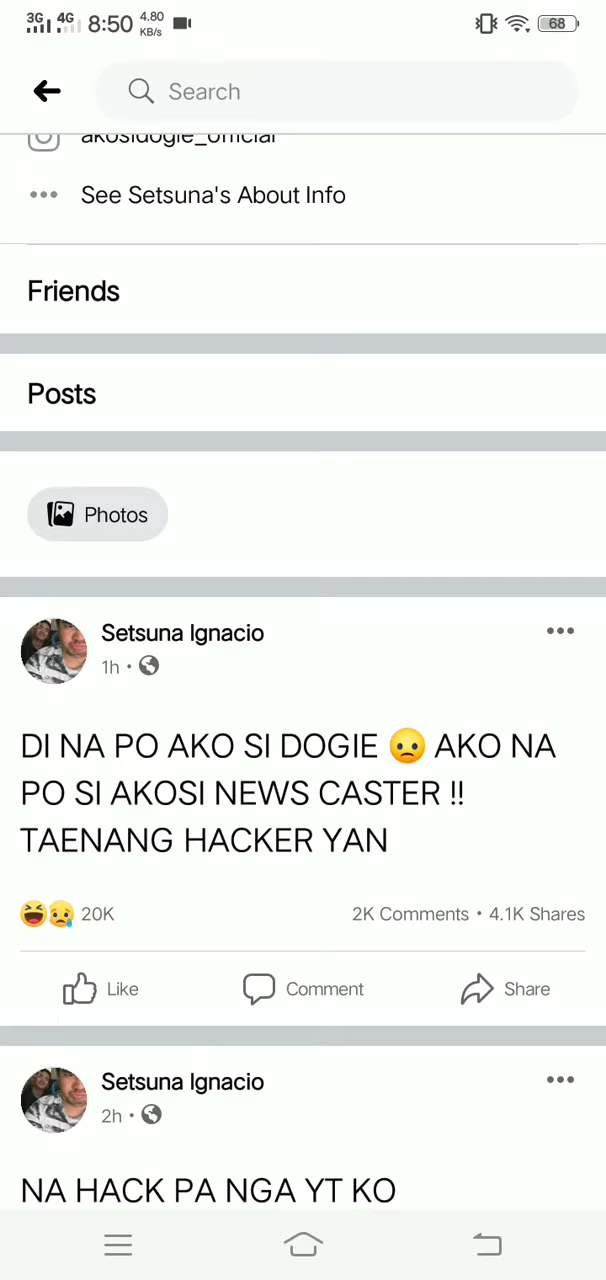 3G 4G 8:50 4.80 KB/s 68
Search
akosidogie_official
See Setsuna's About Info
Friends
Posts
Photos
Setsuna Ignacio
1h
DI NA PO AKO SI DOGIE 😞 AKO NA
PO SI AKOSI NEWS CASTER !!
TAENANG HACKER YAN
20K 2K Comments • 4.1K Shares
Like Comment Share
Setsuna Ignacio
2h
NA HACK PA NGA YT KO